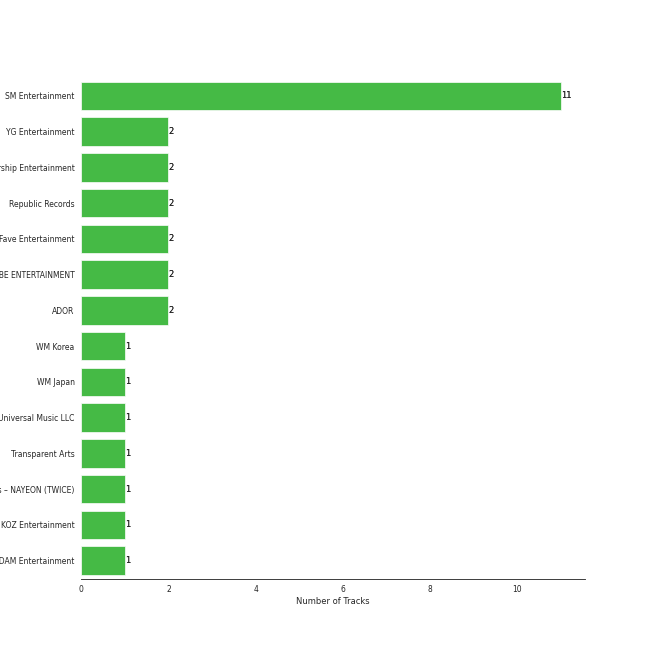 SM Entertainment 11
YG Entertainment 2
rship Entertainment 2
Republic Records 2
Fave Entertainment 2
BE ENTERTAINMENT 2
ADOR 2
WM Korea 1
WM Japan 1
Universal Music LLC 1
Transparent Arts 1
s – NAYEON (TWICE) 1
KOZ Entertainment 1
DAM Entertainment 1
0 2 4 6 8 10
Number of Tracks